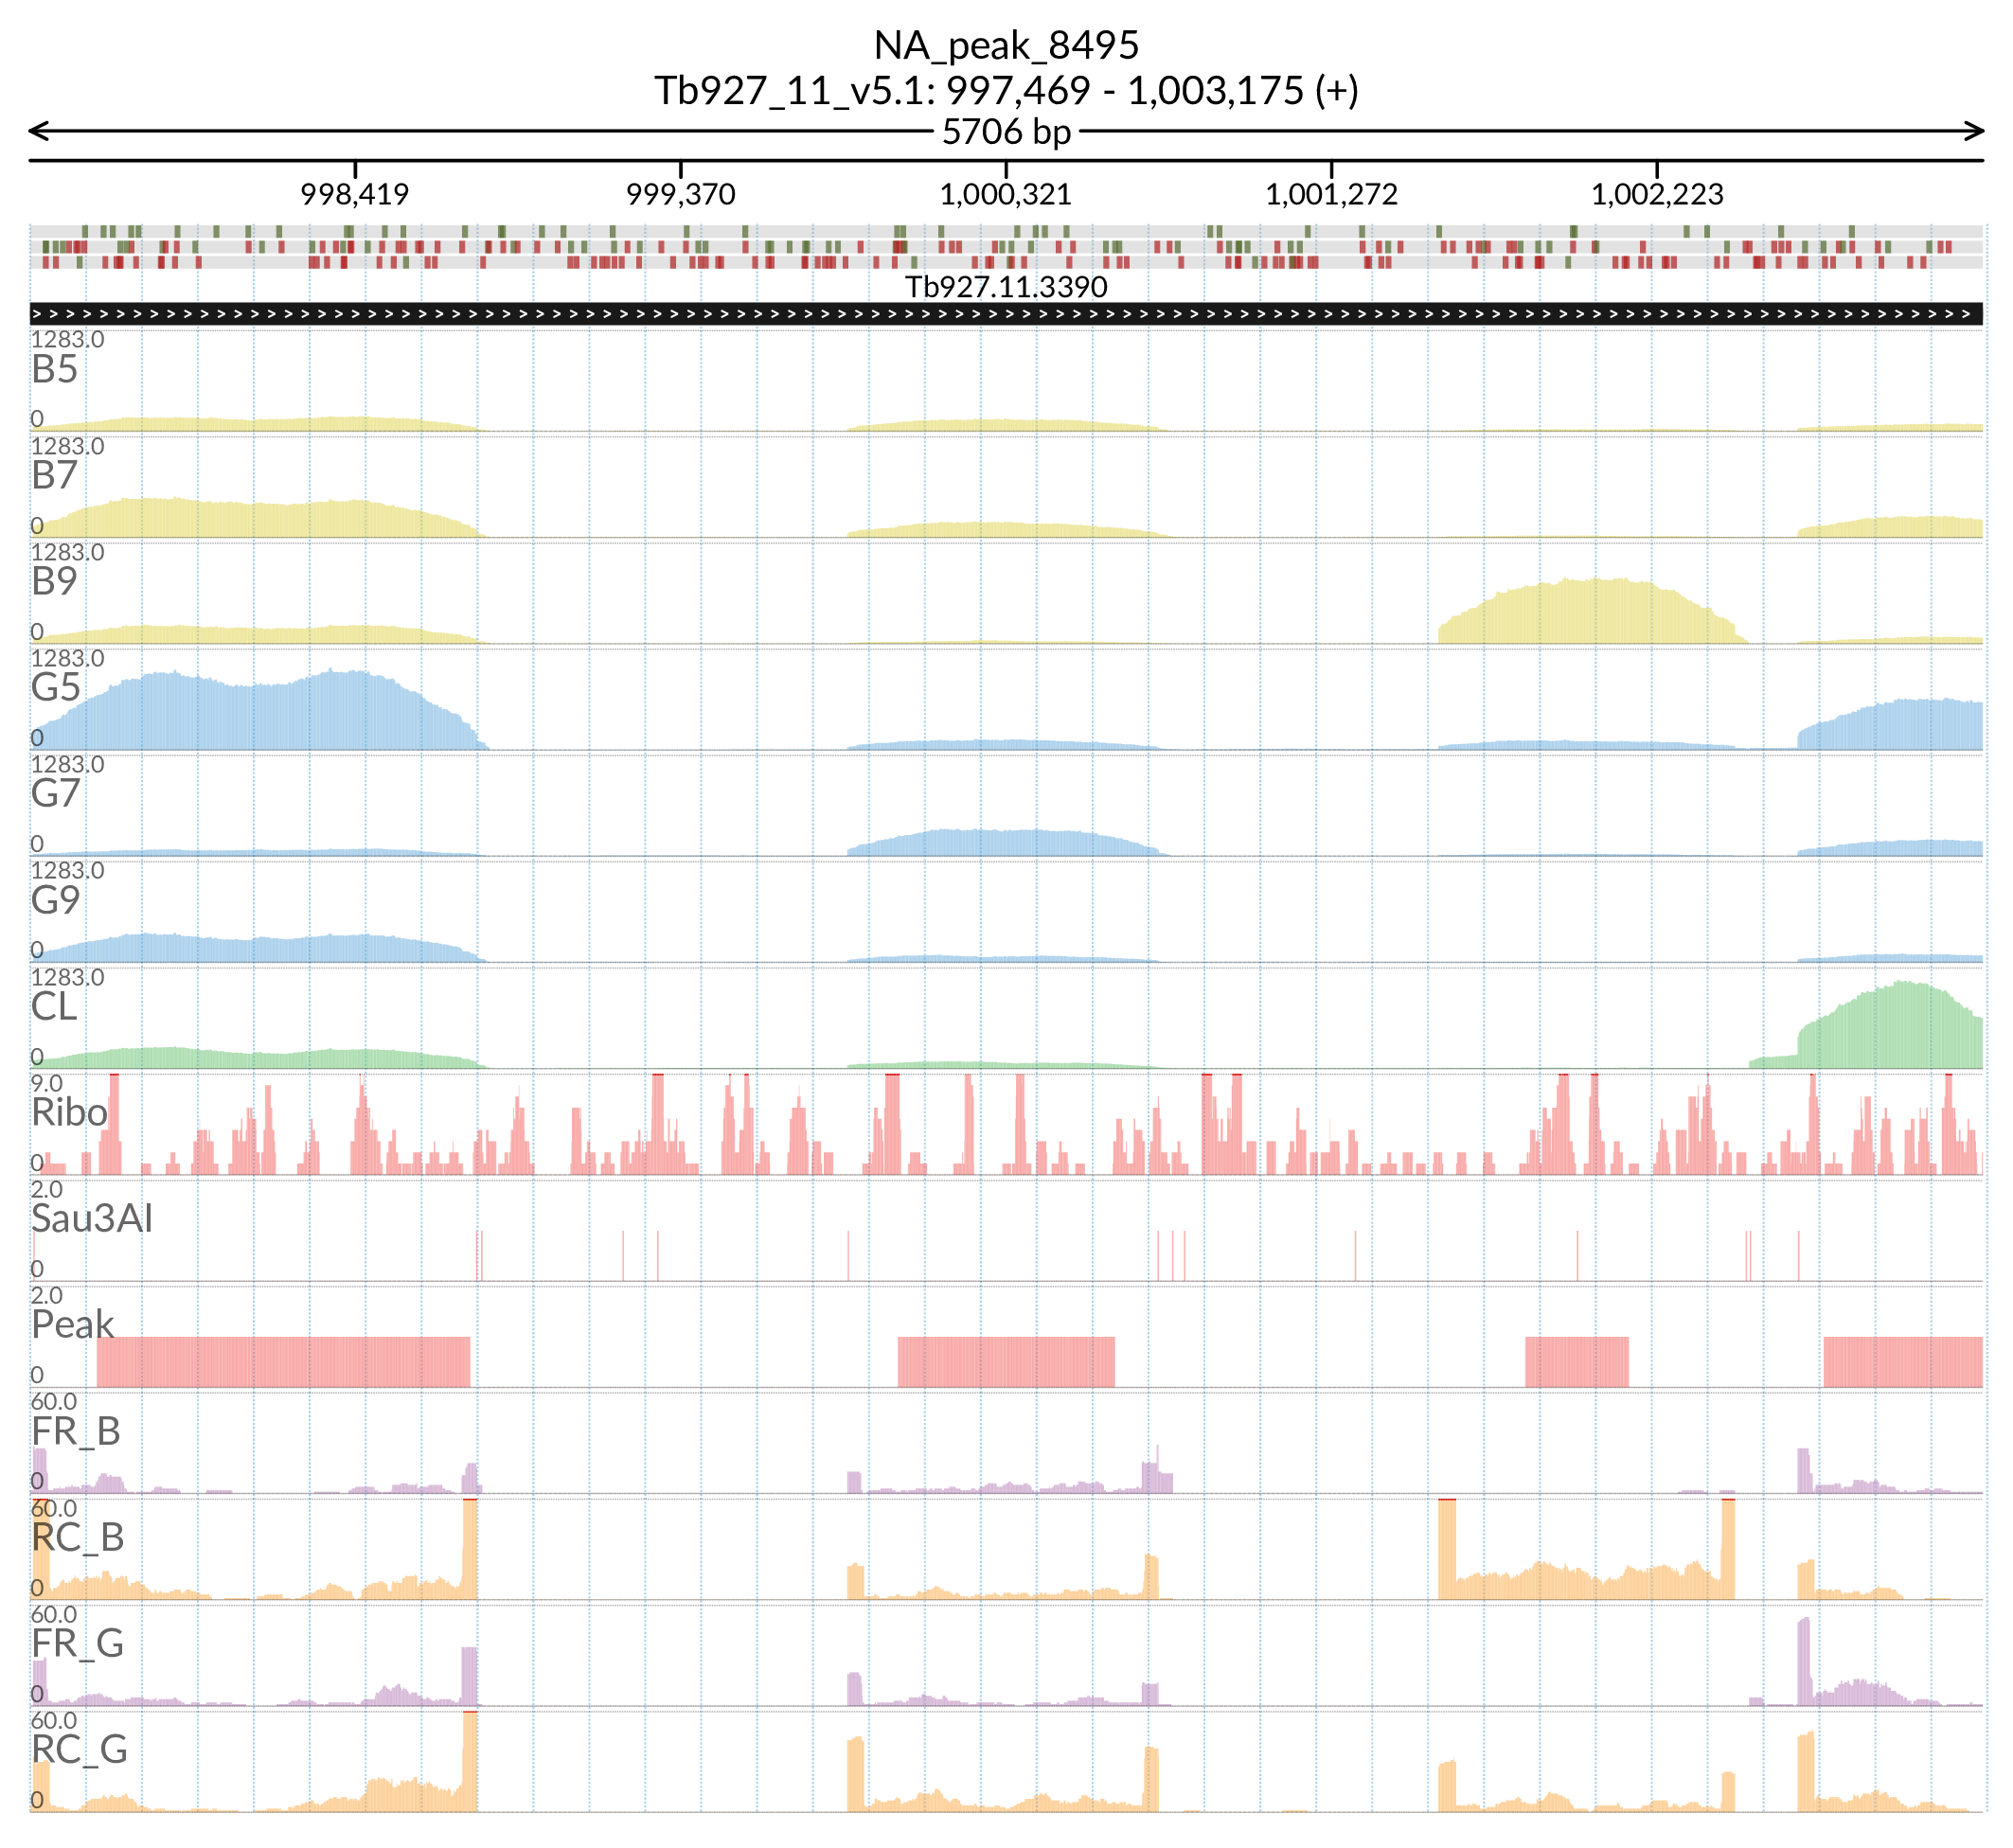 NA_peak_8495
Tb927_11_v5.1: 997,469 - 1,003,175 (+)
5706 bp
998,419 999,370 1,000,321 1,001,272 1,002,223
Tb927.11.3390
1283.0
B5
0
1283.0
B7
0
1283.0
B9
0
1283.0
G5
0
1283.0
G7
0
1283.0
G9
0
1283.0
CL
0
9.0
Ribo
0
2.0
Sau3AI
0
2.0
Peak
0
60.0
FR_B
0
60.0
RC_B
0
60.0
FR_G
0
60.0
RC_G
0